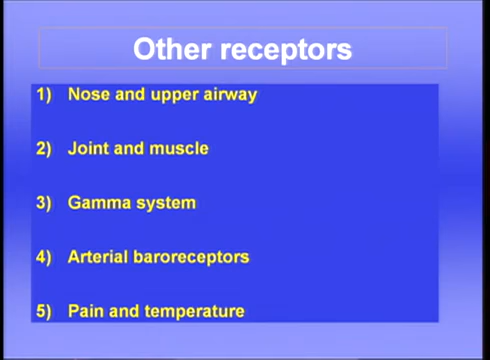 Other receptors
1) Nose and upper airway
2) Joint and muscle
3) Gamma system
4) Arterial baroreceptors
5) Pain and temperature